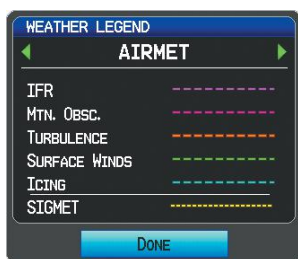 WEATHER LEGEND
AIRMET
IFR
MTN. OBSC.
TURBULENCE
SURFACE WINDS
ICING
SIGMET
DONE